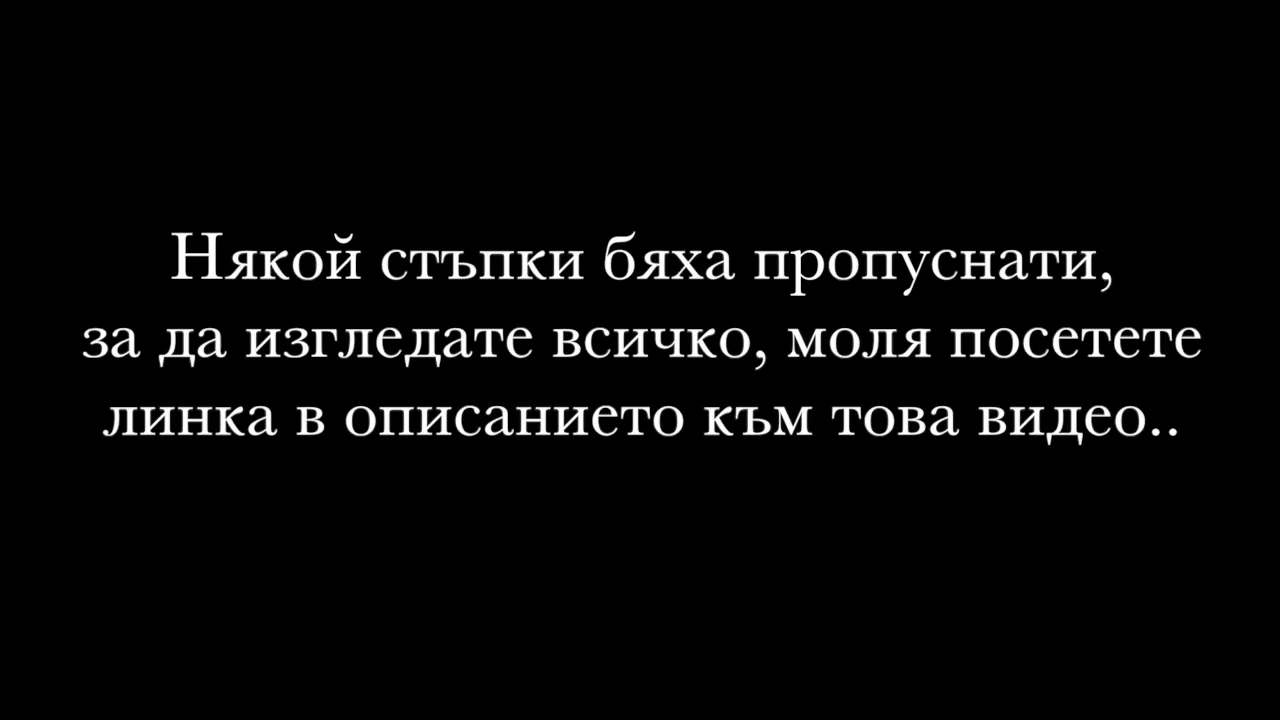 Някой стъпки бяха пропуснати,
за да изгледате всичко, моля посетете
линка в описанието към това видео..